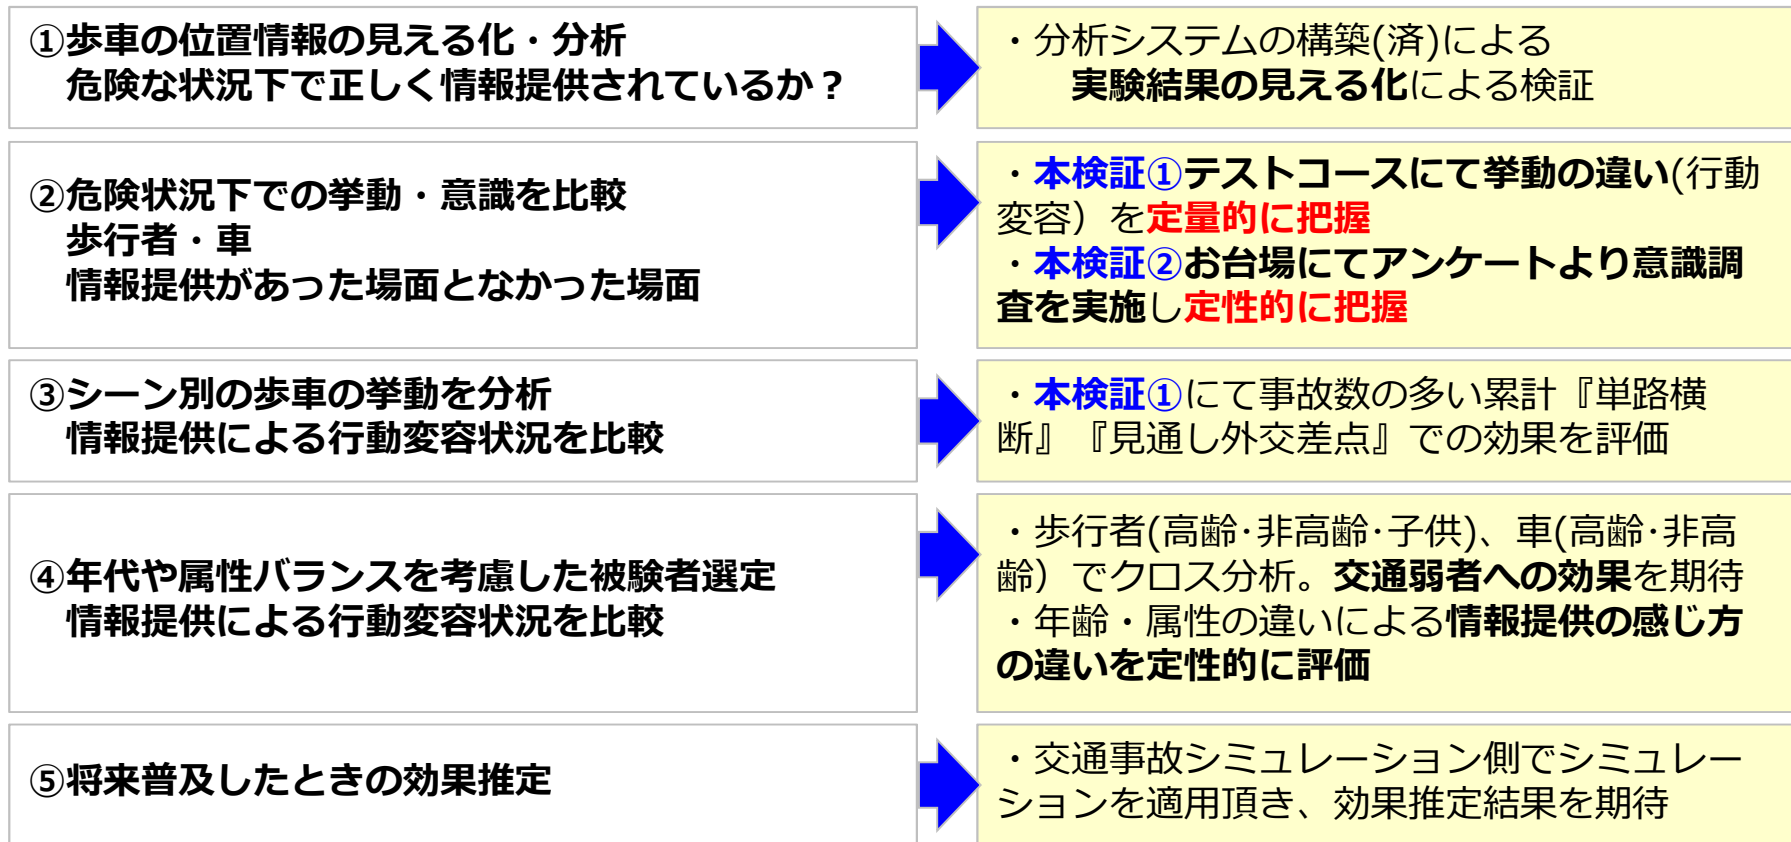 ①歩車の位置情報の見える化・分析
危険な状況下で正しく情報提供されているか？
・分析システムの構築(済)による
実験結果の見える化による検証
②危険状況下での挙動・意識を比較
歩行者・車
情報提供があった場面となかった場面
・本検証①テストコースにて挙動の違い(行動
変容）を定量的に把握
・本検証②お台場にてアンケートより意識調
査を実施し定性的に把握
③シーン別の歩車の挙動を分析
情報提供による行動変容状況を比較
・本検証①にて事故数の多い累計『単路横
断』『見通し外交差点』での効果を評価
④年代や属性バランスを考慮した被験者選定
情報提供による行動変容状況を比較
・歩行者(高齢･非高齢･子供)、車(高齢･非高
齢）でクロス分析。交通弱者への効果を期待
・年齢・属性の違いによる情報提供の感じ方
の違いを定性的に評価
⑤将来普及したときの効果推定
・交通事故シミュレーション側でシミュレー
ションを適用頂き、効果推定結果を期待